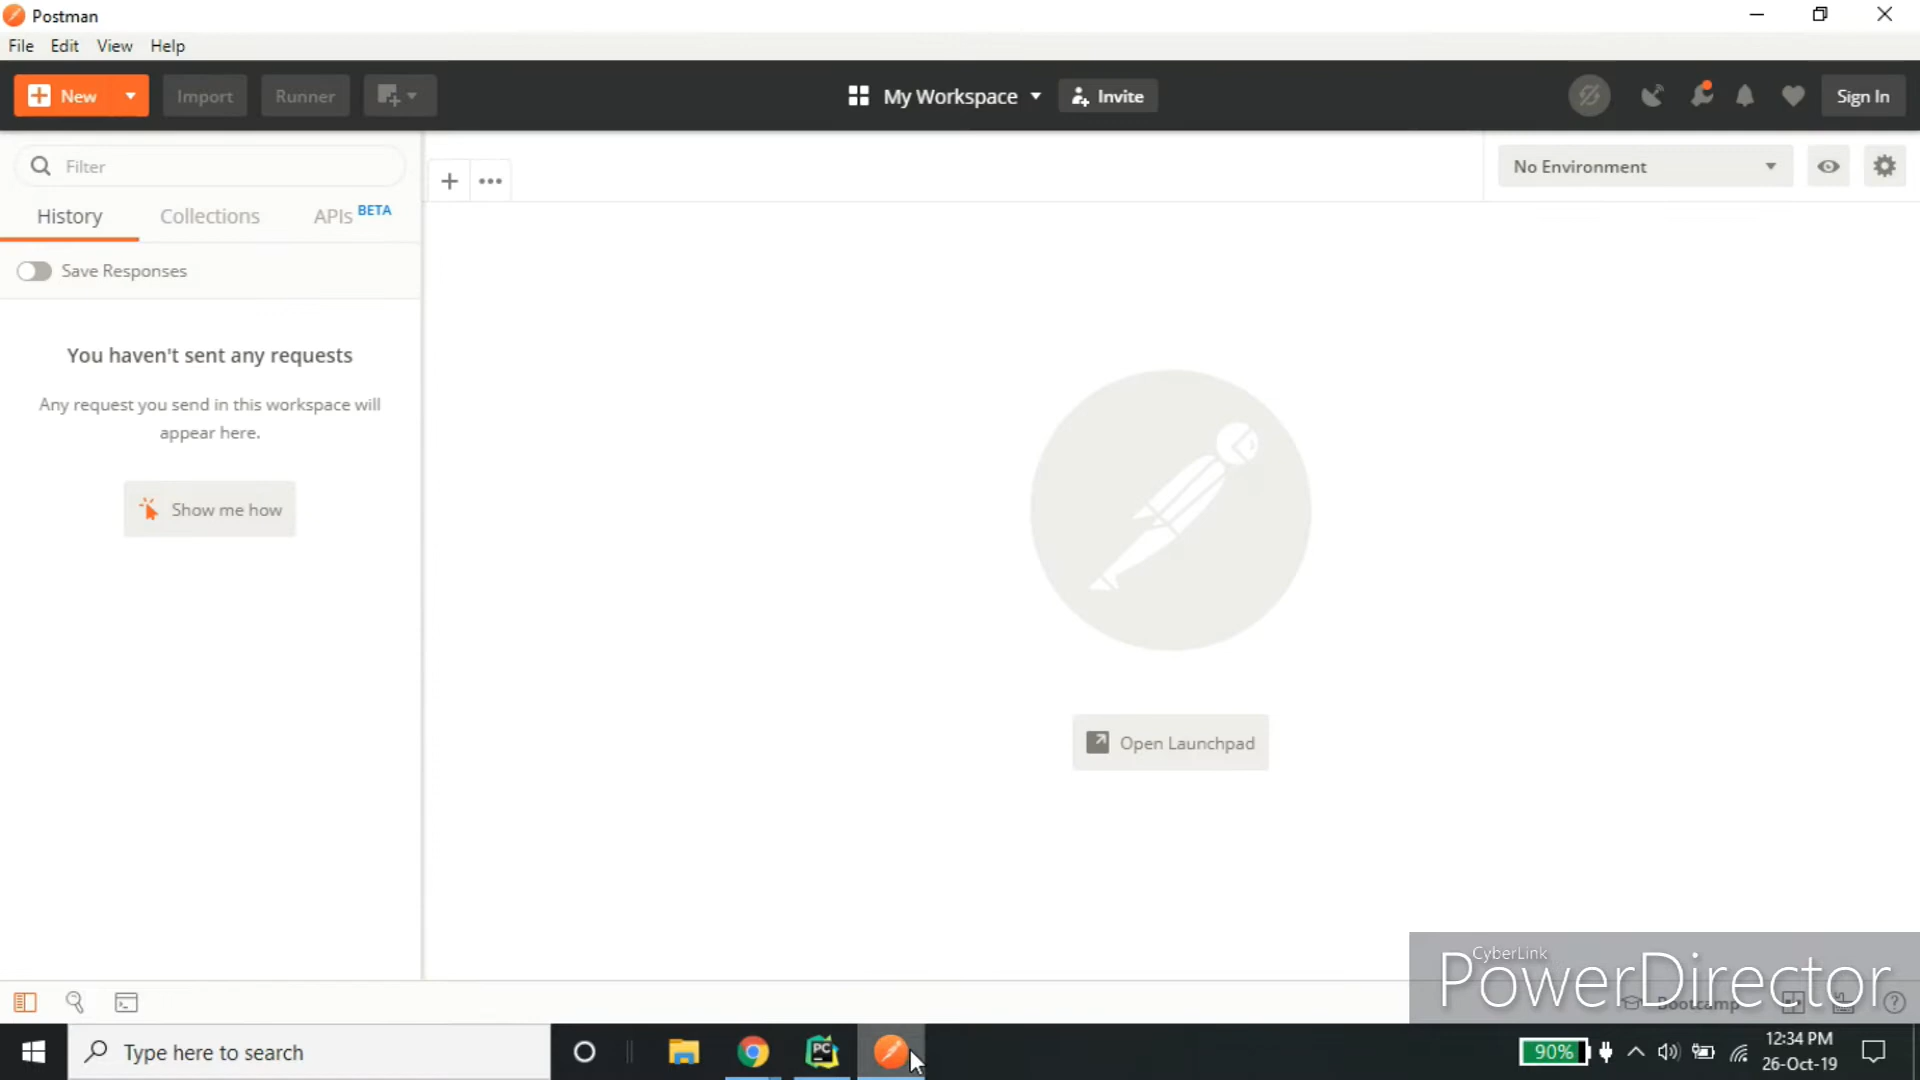 Postman
File Edit View Help
New Import Runner My Workspace Invite Sign In
Filter
No Environment
History Collections APIs BETA
Save Responses
You haven't sent any requests
Any request you send in this workspace will
appear here.
Show me how
Open Launchpad
CyberLink
PowerDirector
Bootcamp
Type here to search
PC
90%
12:34 PM
26-Oct-19